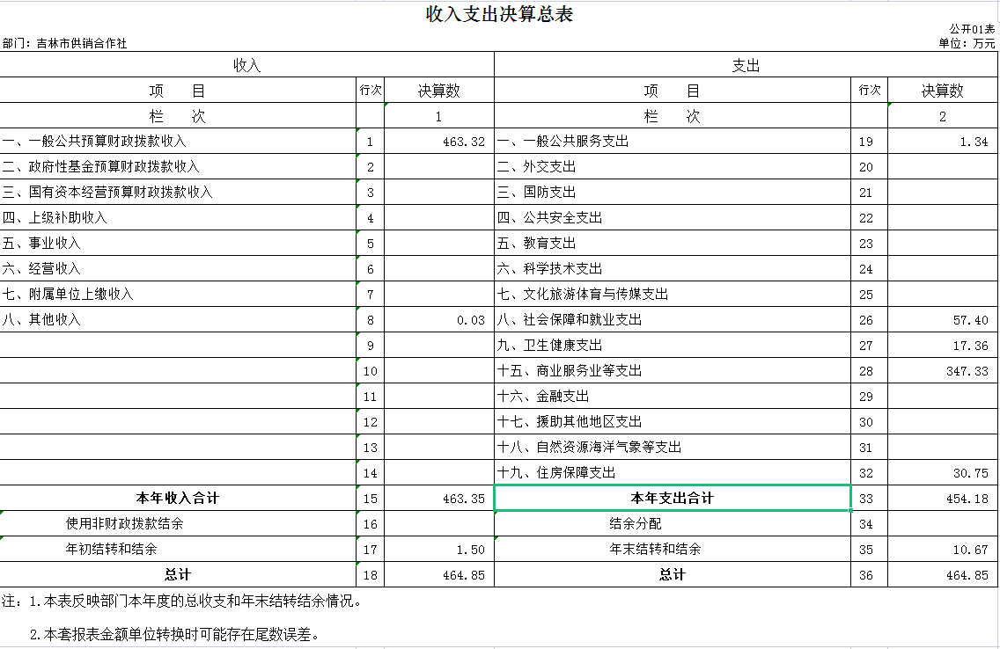 收入支出决算总表
公开01表
部门：吉林市供销合作社 单位：万元
收入 支出
项 目 行次 决算数 项 目 行次 决算数
栏 次 1 栏 次 2
一、一般公共预算财政拨款收入 1 463.32 一、一般公共服务支出 19 1.34
二、政府性基金预算财政拨款收入 2 二、外交支出 20
三、国有资本经营预算财政拨款收入 3 三、国防支出 21
四、上级补助收入 4 四、公共安全支出 22
五、事业收入 5 五、教育支出 23
六、经营收入 6 六、科学技术支出 24
七、附属单位上缴收入 7 七、文化旅游体育与传媒支出 25
八、其他收入 8 0.03 八、社会保障和就业支出 26 57.40
9 九、卫生健康支出 27 17.36
10 十五、商业服务业等支出 28 347.33
11 十六、金融支出 29
12 十七、援助其他地区支出 30
13 十八、自然资源海洋气象等支出 31
14 十九、住房保障支出 32 30.75
本年收入合计 15 463.35 本年支出合计 33 454.18
使用非财政拨款结余 16 结余分配 34
年初结转和结余 17 1.50 年末结转和结余 35 10.67
总计 18 464.85 总计 36 464.85
注：1.本表反映部门本年度的总收支和年末结转结余情况。
2.本套报表金额单位转换时可能存在尾数误差。